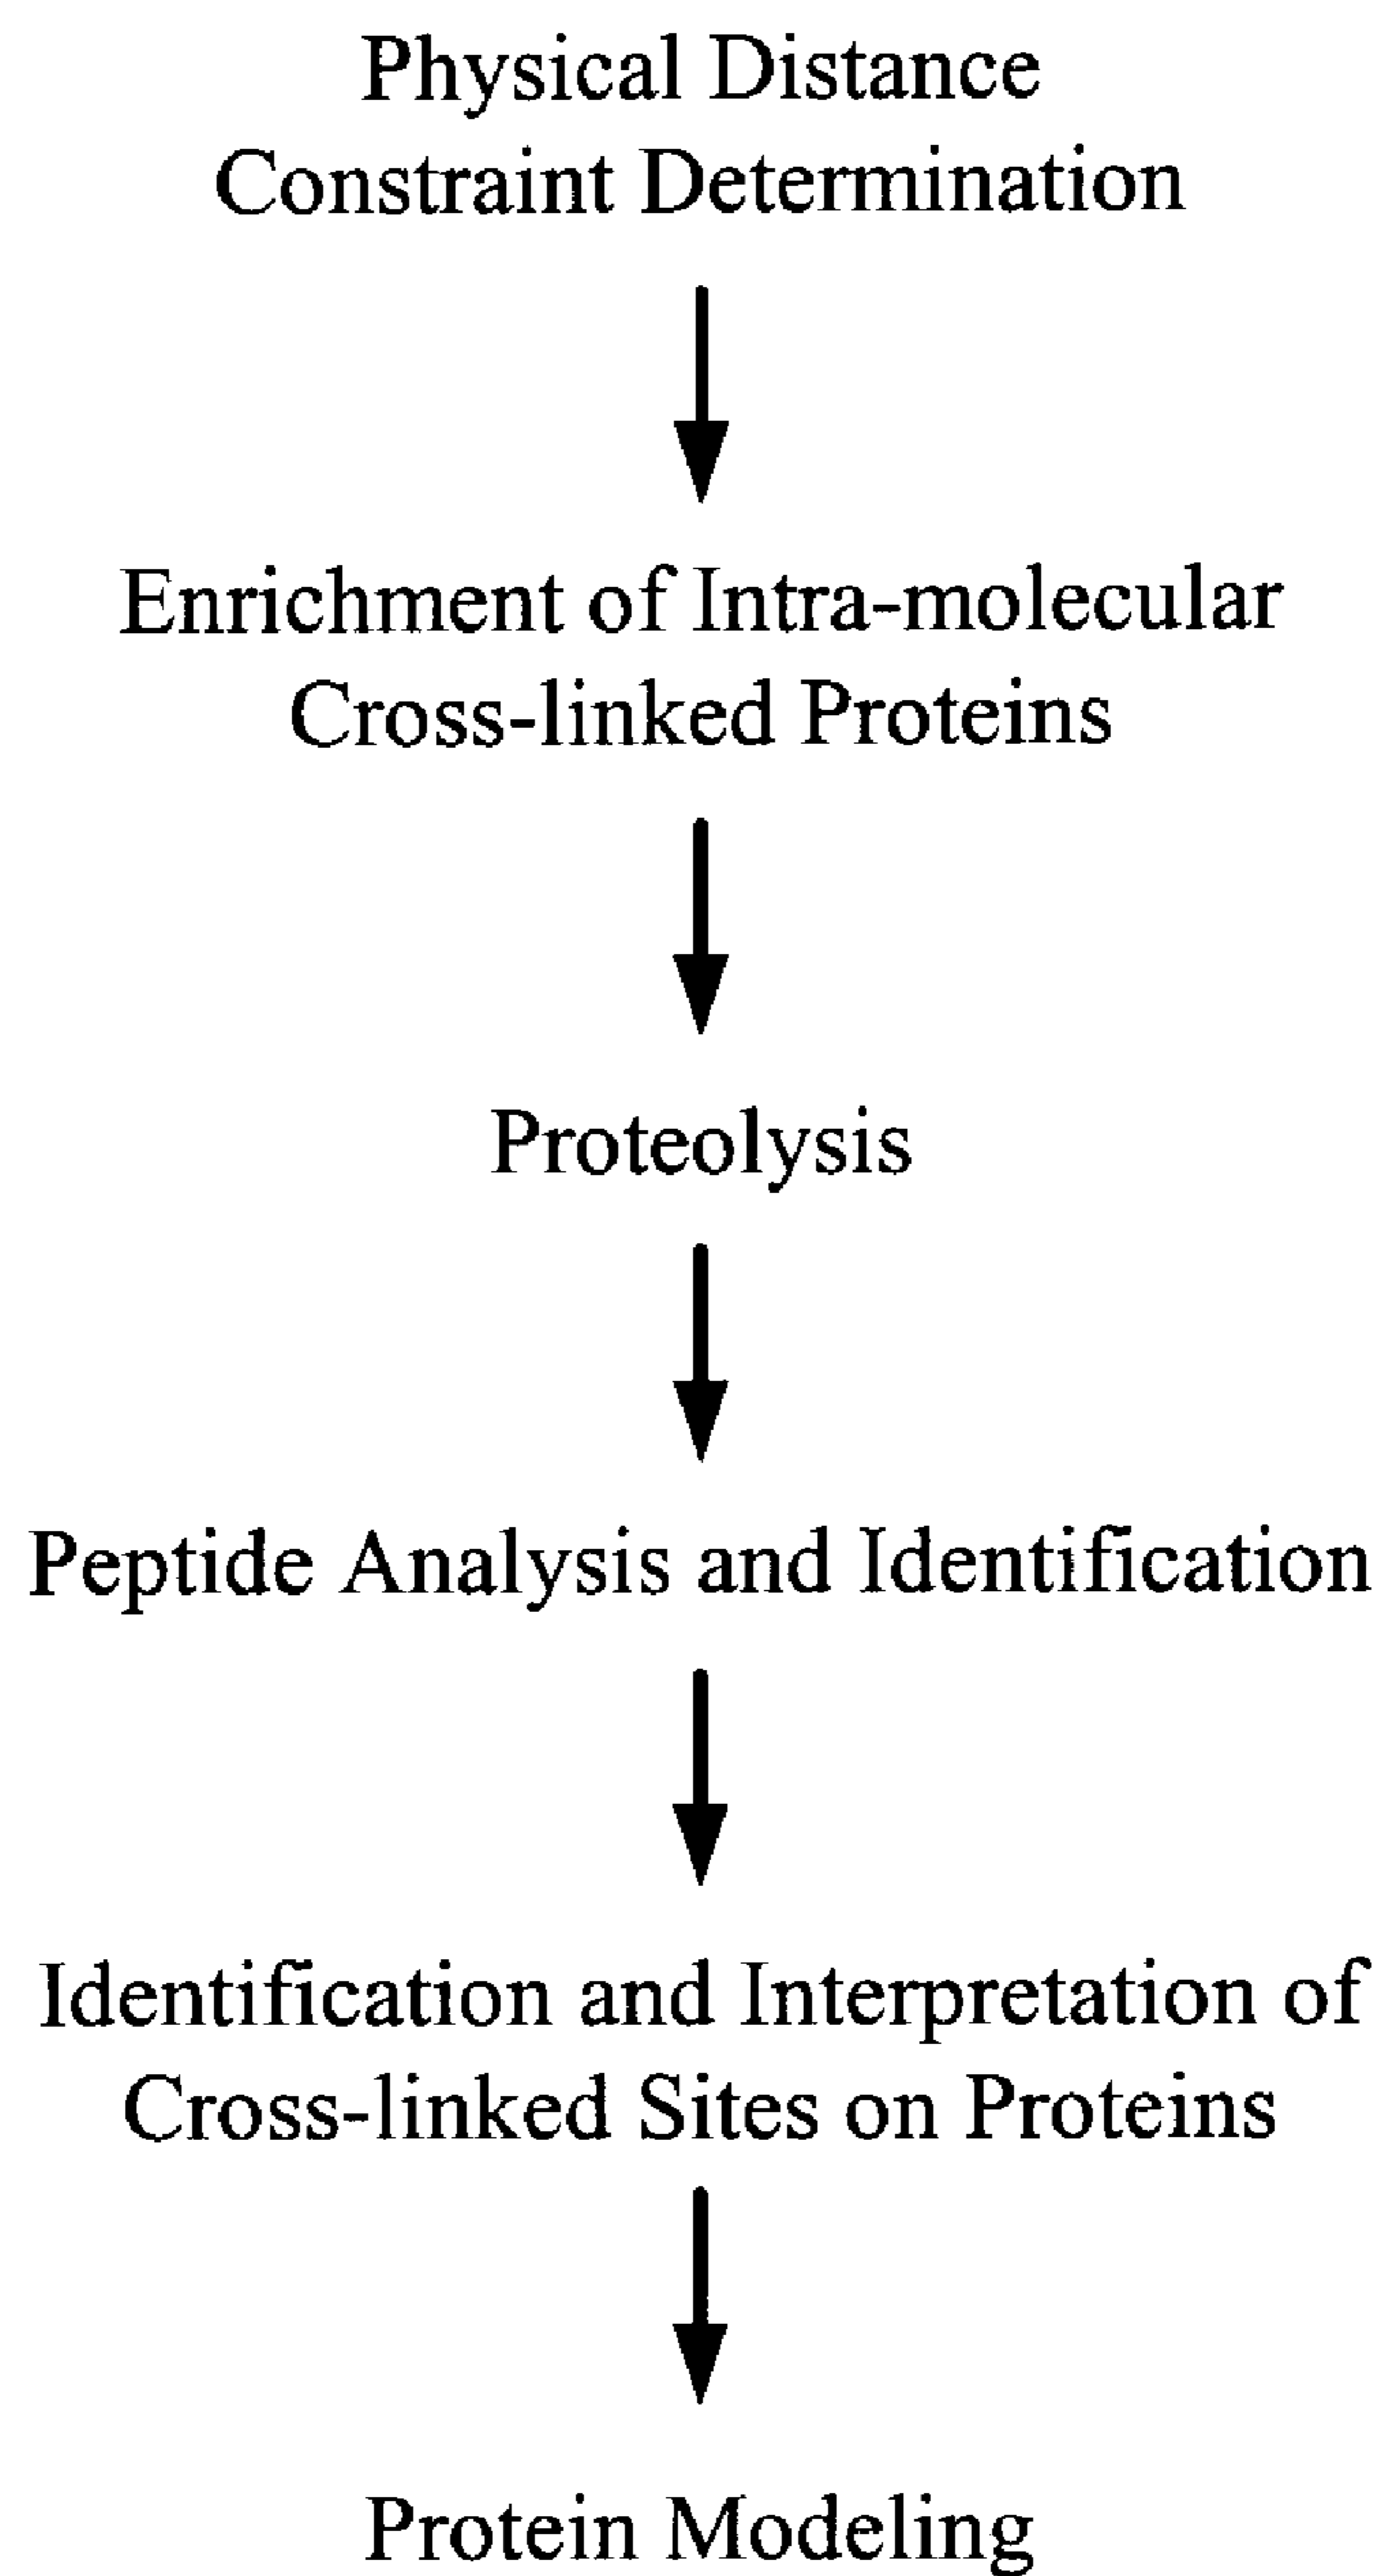 Physical Distance
Constraint Determination
Enrichment of Intra-molecular
Cross-linked Proteins
Proteolysis
Peptide Analysis and Identification
Identification and Interpretation of
Cross-linked Sites on Proteins
Protein Modeling